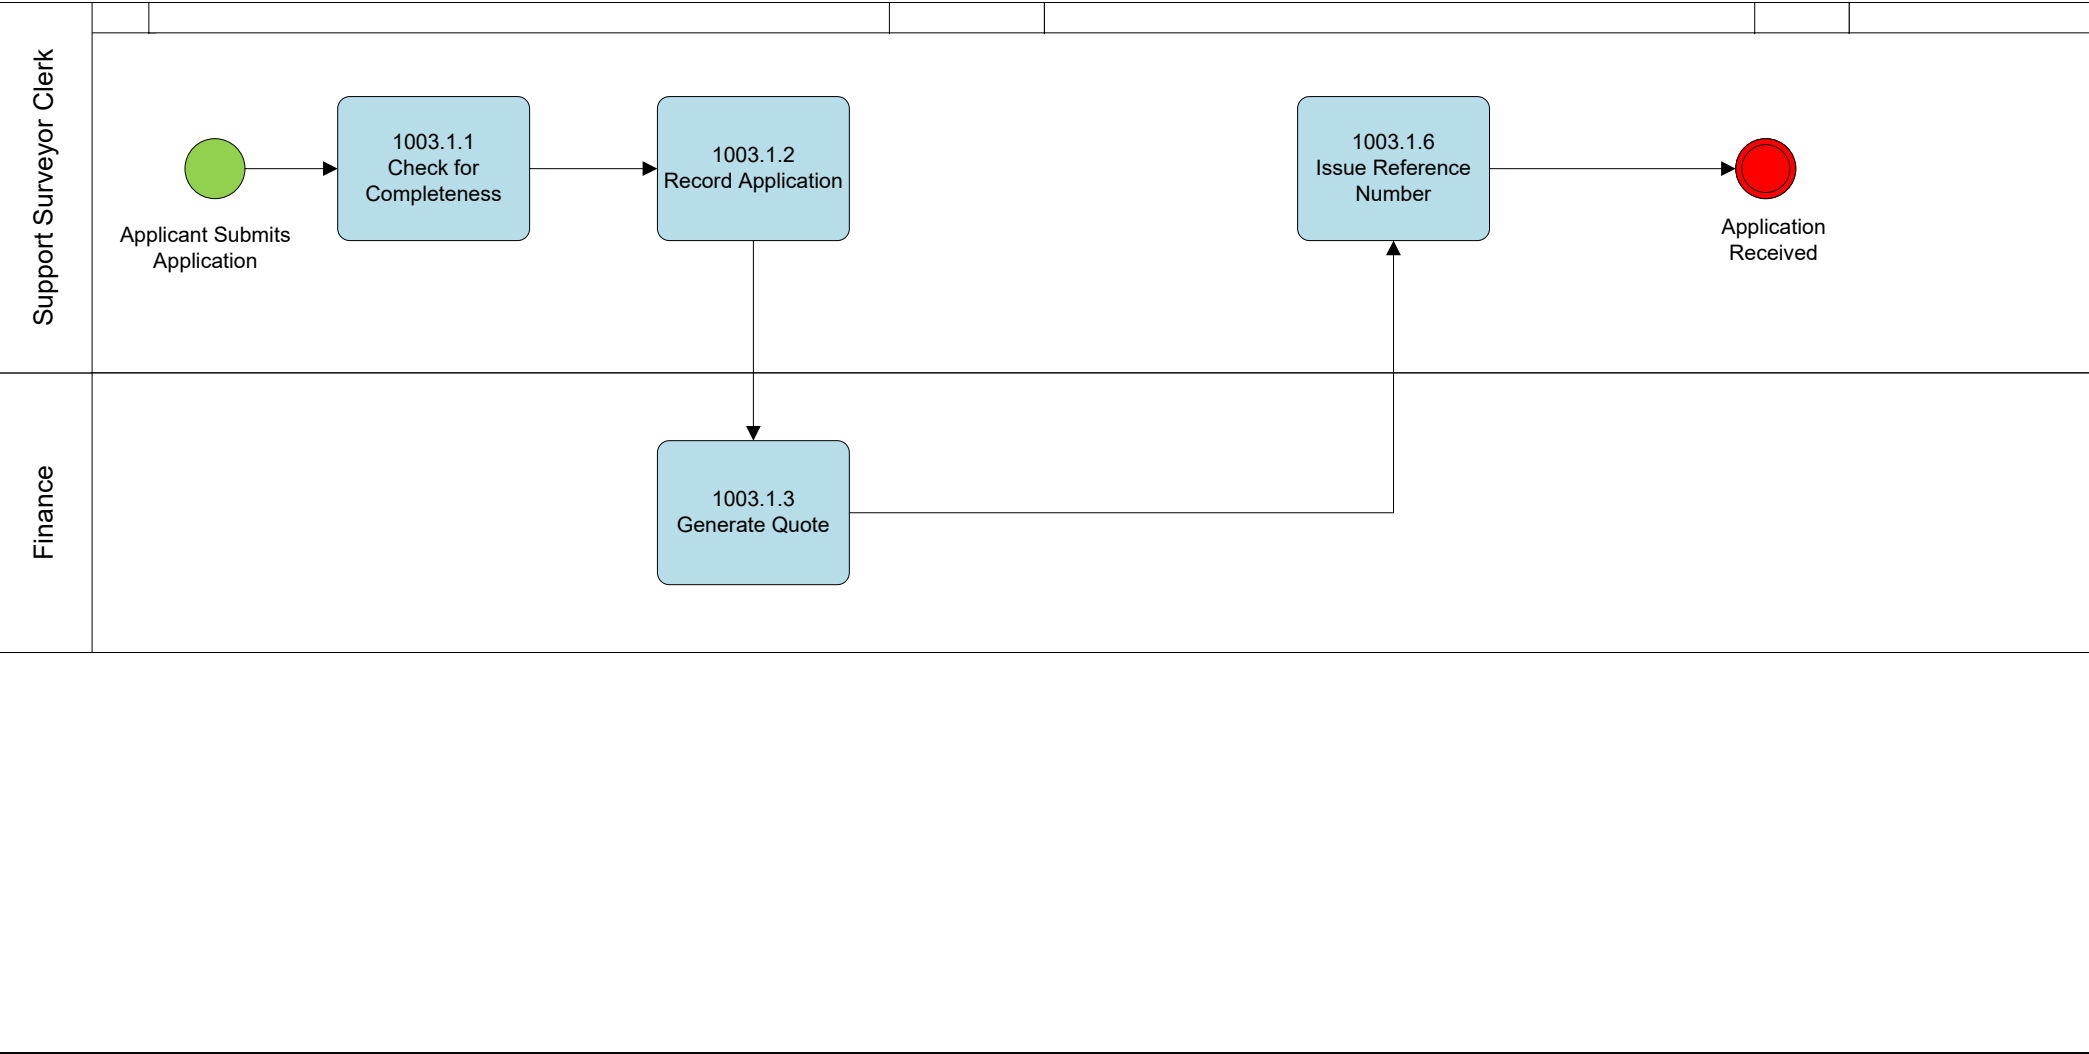 Support Surveyor Clerk
Applicant Submits
Application
1003.1.1
Check for
Completeness
1003.1.2
Record Application
1003.1.6
Issue Reference
Number
Application
Received
Finance
1003.1.3
Generate Quote